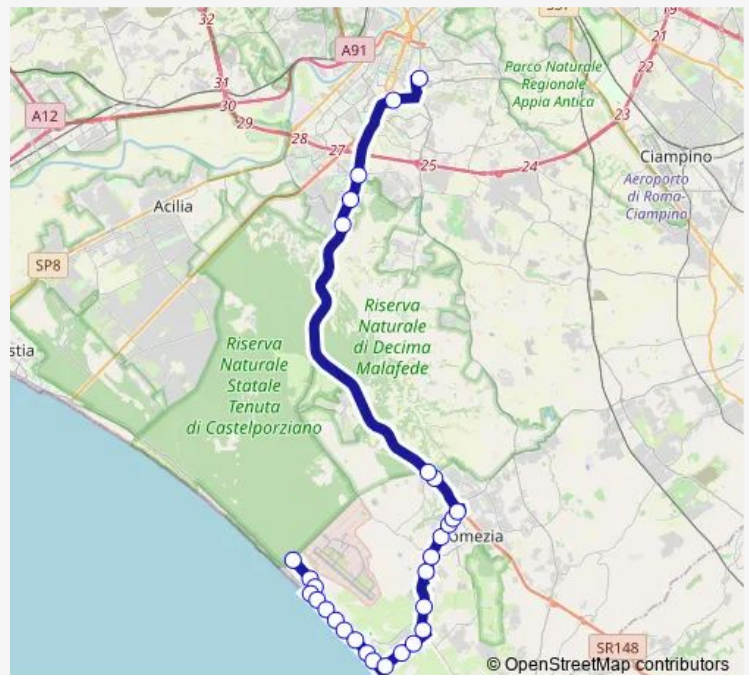 32
A91
S37
19
21
22
Parco Naturale
Regionale
Appia Antica
31
30
A12
29
28
27
25
24
23
Ciampino
Aeroporto
di Roma-
Ciampino
Acilia
SP8
Riserva
Naturale
di Decima
Malafede
Riserva
Naturale
Statale
Tenuta
di Castelporziano
stia
omezia
SR148
© OpenStreetMap contributors